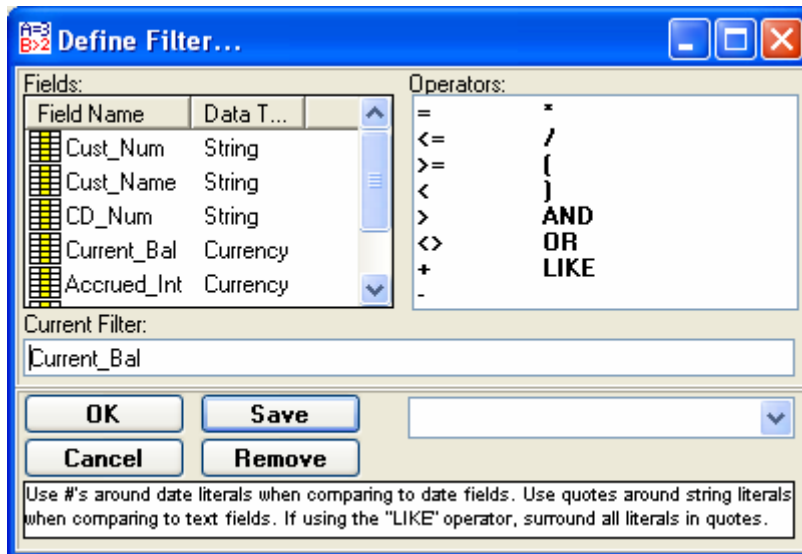 A=3
B>2
Define Filter...
Fields:
Operators:
Field Name Data T...
Cust_Num String
Cust_Name String
CD_Num String
Current_Bal Currency
Accrued_Int Currency
= *
<= /
>= (
< )
> AND
<> OR
+ LIKE
-
Current Filter:
Current_Bal
OK Save
Cancel Remove
Use #'s around date literals when comparing to date fields. Use quotes around string literals
when comparing to text fields. If using the "LIKE" operator, surround all literals in quotes.